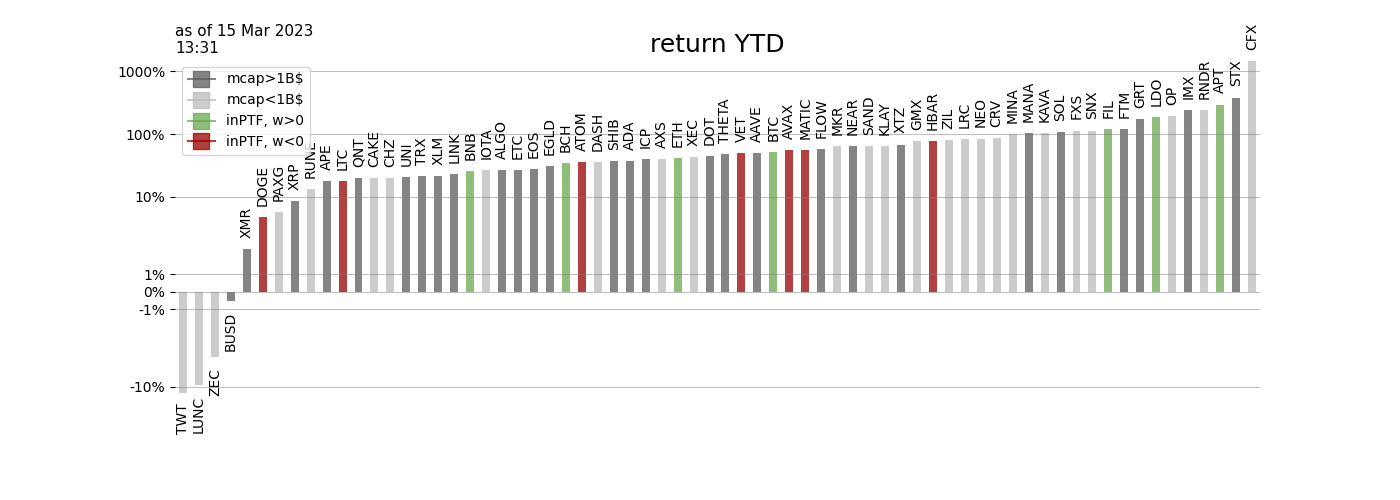 as of 15 Mar 2023
13:31
return YTD
mcap>1B$
mcap<1B$
inPTF, w>0
inPTF, w<0
1000%
100%
10%
1%
0%
-1%
-10%
TWT
LUNC
ZEC
BUSD
XMR
DOGE
PAXG
XRP
RUNE
APE
LTC
QNT
CAKE
CHZ
UNI
TRX
XLM
LINK
BNB
IOTA
ALGO
ETC
EOS
EGLD
BCH
ATOM
DASH
SHIB
ADA
ICP
AXS
ETH
XEC
DOT
THETA
VET
AAVE
BTC
AVAX
MATIC
FLOW
MKR
NEAR
SAND
KLAY
XTZ
GMX
HBAR
ZIL
LRC
NEO
CRV
MINA
MANA
KAVA
SOL
FXS
SNX
FIL
FTM
GRT
LDO
OP
IMX
RNDR
APT
STX
CFX